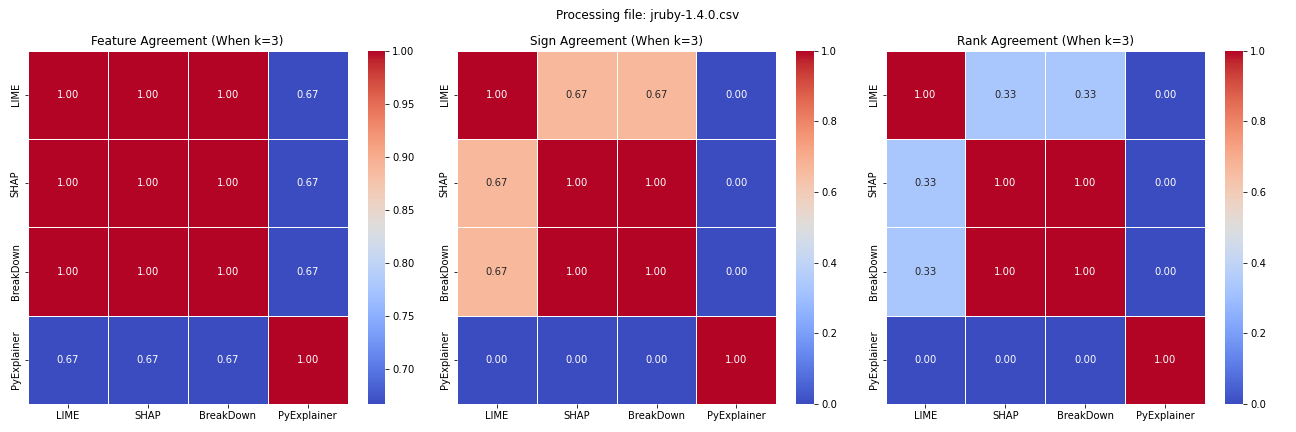 Processing file: jruby-1.4.0.csv
Feature Agreement (When k=3)
LIME
1.00 1.00 1.00 0.67
SHAP
1.00 1.00 1.00 0.67
BreakDown
1.00 1.00 1.00 0.67
PyExplainer
0.67 0.67 0.67 1.00
LIME SHAP BreakDown PyExplainer
1.00
0.95
0.90
0.85
0.80
0.75
0.70
Sign Agreement (When k=3)
LIME
1.00 0.67 0.67 0.00
SHAP
0.67 1.00 1.00 0.00
BreakDown
0.67 1.00 1.00 0.00
PyExplainer
0.00 0.00 0.00 1.00
LIME SHAP BreakDown PyExplainer
1.0
0.8
0.6
0.4
0.2
0.0
Rank Agreement (When k=3)
LIME
1.00 0.33 0.33 0.00
SHAP
0.33 1.00 1.00 0.00
BreakDown
0.33 1.00 1.00 0.00
PyExplainer
0.00 0.00 0.00 1.00
LIME SHAP BreakDown PyExplainer
1.0
0.8
0.6
0.4
0.2
0.0